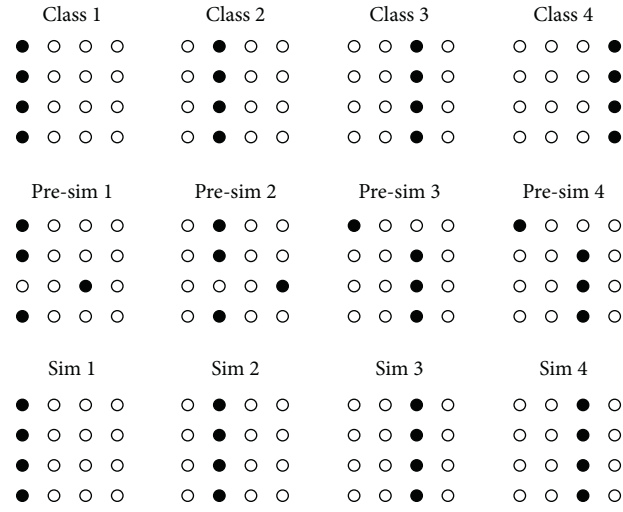 Class 1 Class 2 Class 3 Class 4
Pre-sim 1 Pre-sim 2 Pre-sim 3 Pre-sim 4
Sim 1 Sim 2 Sim 3 Sim 4